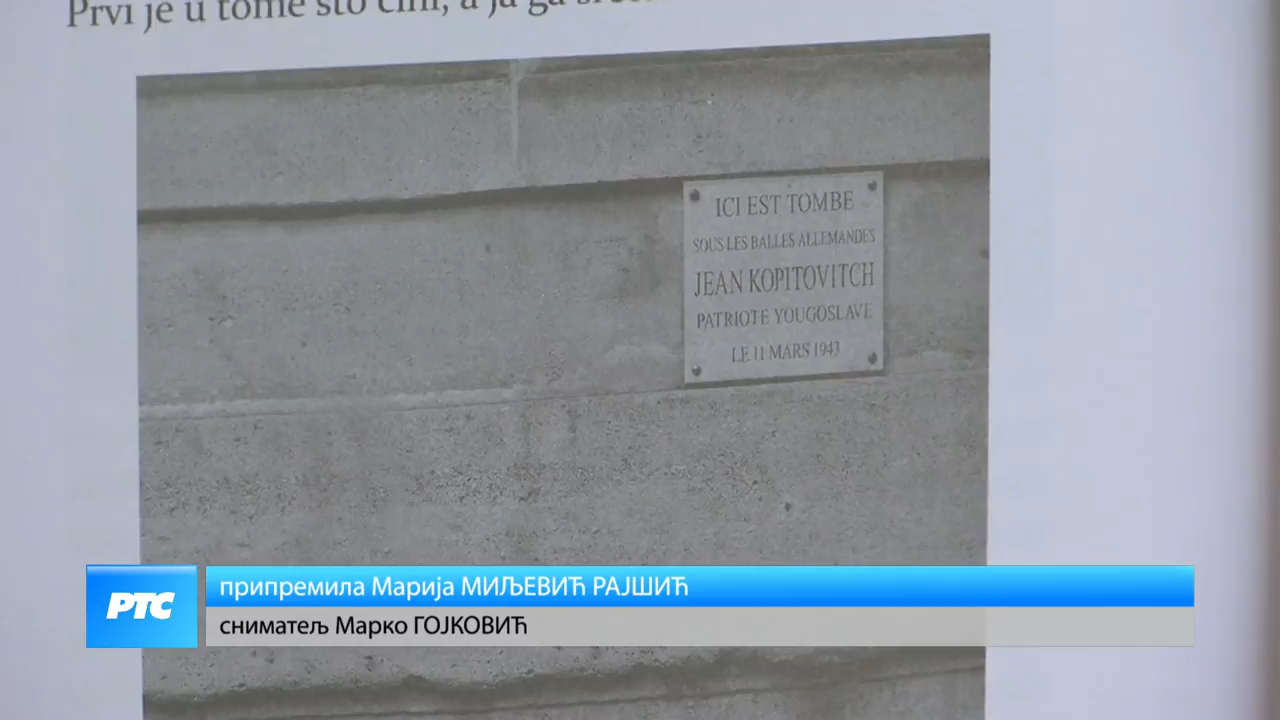 Prvi je u tome što čini, a ja ga
ICI EST TOMBE
SOUS LES BALLES ALLEMANDES
JEAN KOPITOVITCH
PATRIOTE YOUGOSLAVE
LE 11 MARS 1943
РТС
припремила Марија МИЉЕВИЋ РАЈШИЋ
сниматељ Марко ГОЈКОВИЋ